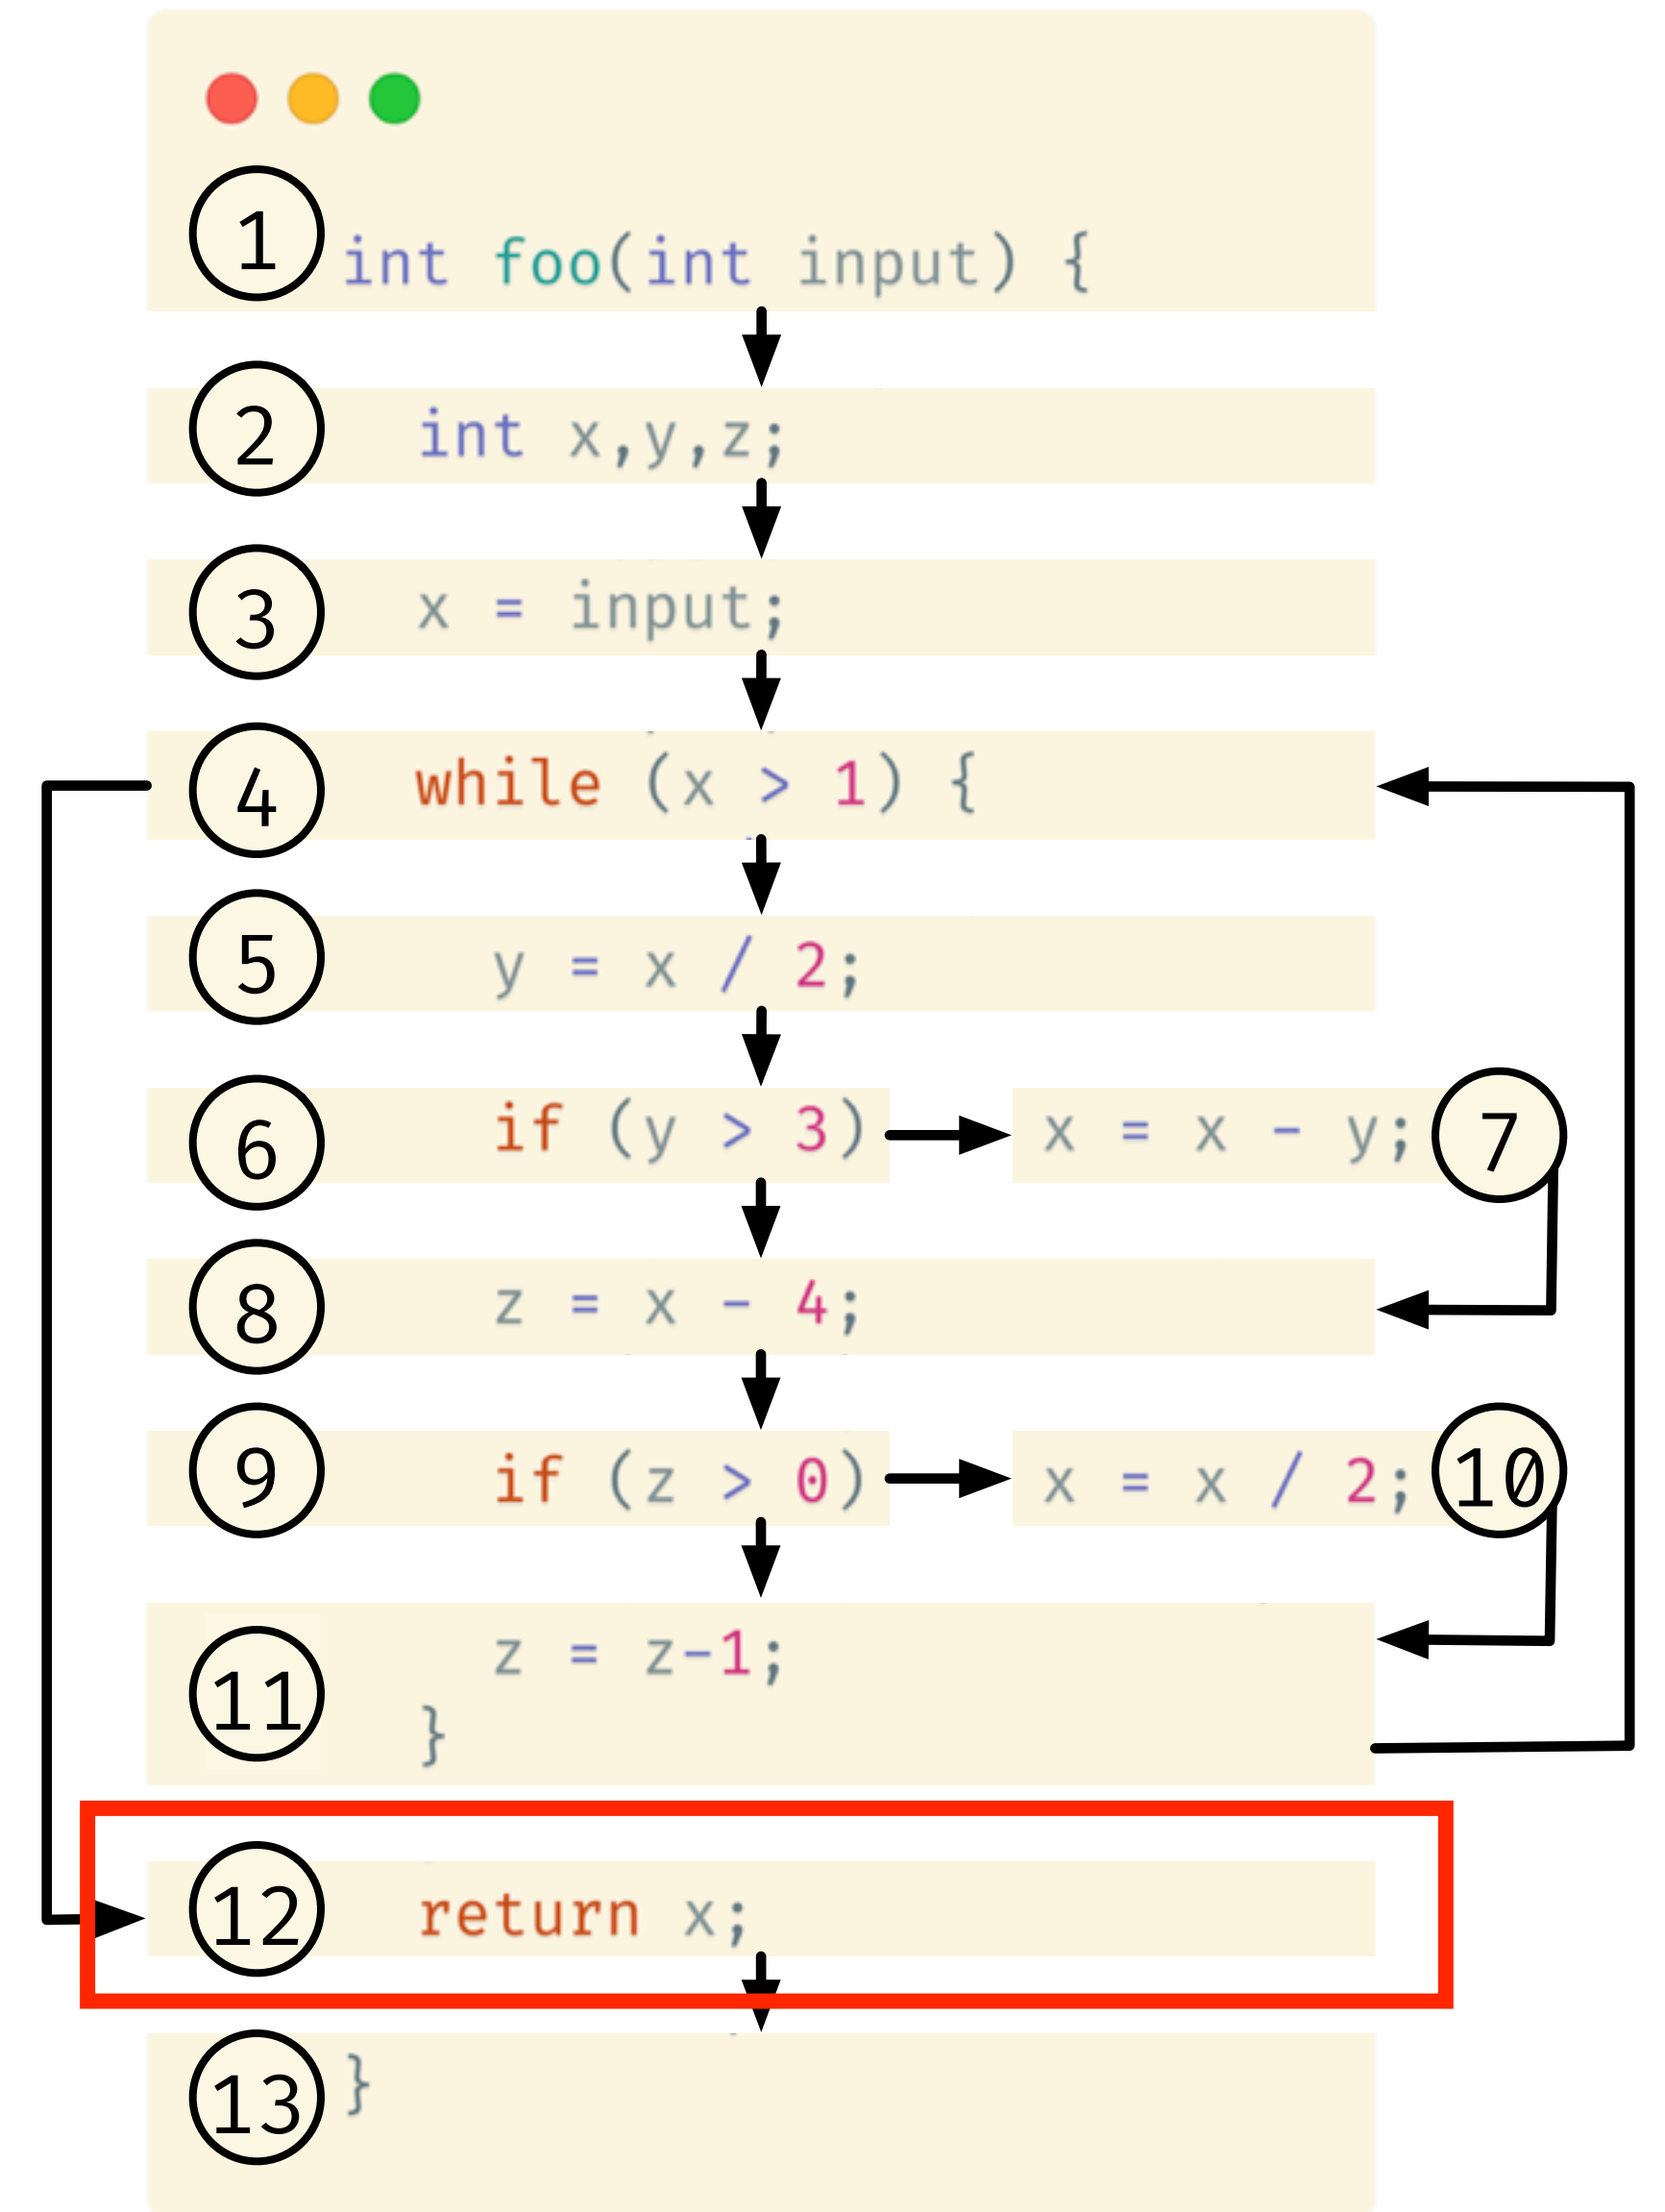 1 int foo(int input) {
2 int x,y,z;
3 x = input;
4 while (x > 1) {
5 y = x / 2;
6 if (y > 3) x = x - y; 7
8 z = x - 4;
9 if (z > 0) x = x / 2; 10
11 z = z-1;
}
12 return x;
13 }